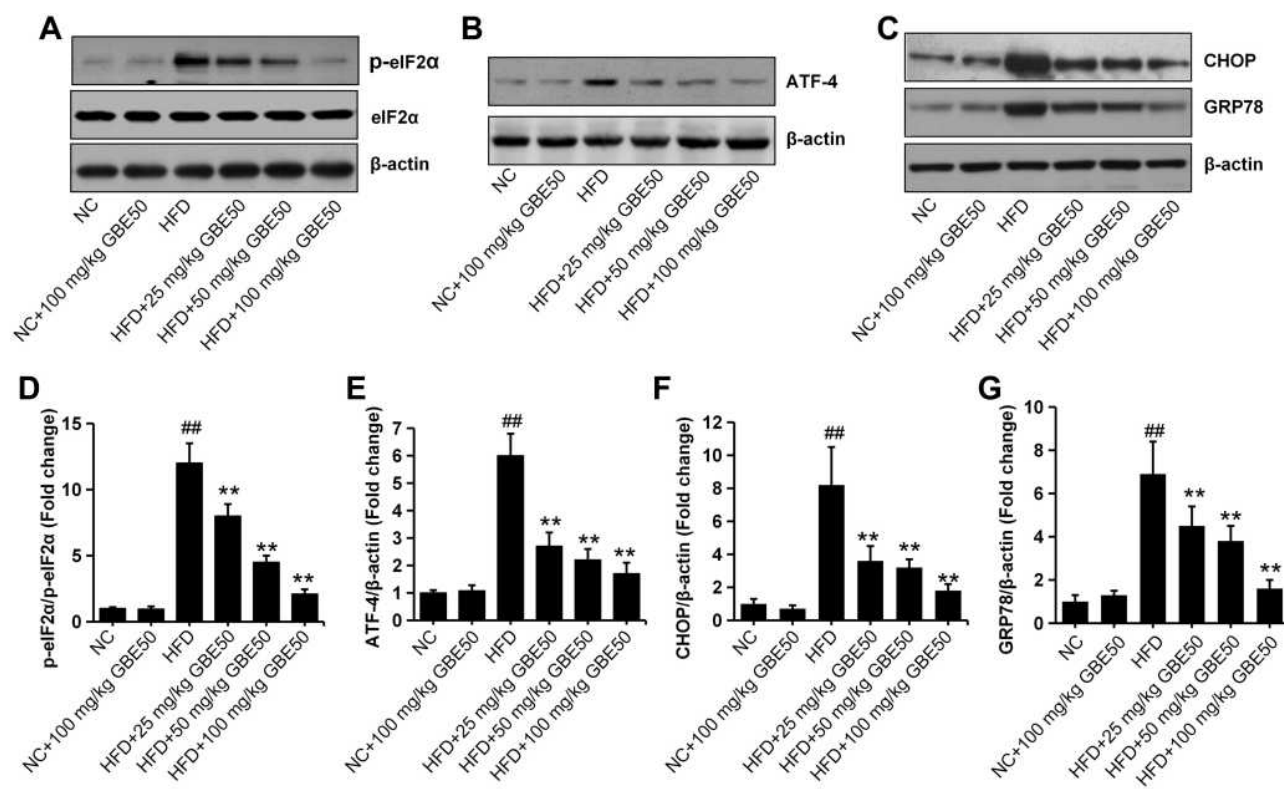 A
p-eIF2α
eIF2α
β-actin
NC
NC+100 mg/kg GBE50
HFD
HFD+25 mg/kg GBE50
HFD+50 mg/kg GBE50
HFD+100 mg/kg GBE50
B
ATF-4
β-actin
NC
NC+100 mg/kg GBE50
HFD
HFD+25 mg/kg GBE50
HFD+50 mg/kg GBE50
HFD+100 mg/kg GBE50
C
CHOP
GRP78
β-actin
NC
NC+100 mg/kg GBE50
HFD
HFD+25 mg/kg GBE50
HFD+50 mg/kg GBE50
HFD+100 mg/kg GBE50
D
p-eIF2α/p-eIF2α (Fold change)
15
10
5
0
##
**
**
**
NC
NC+100 mg/kg GBE50
HFD
HFD+25 mg/kg GBE50
HFD+50 mg/kg GBE50
HFD+100 mg/kg GBE50
E
ATF-4/β-actin (Fold change)
7
6
5
4
3
2
1
0
##
**
**
**
NC
NC+100 mg/kg GBE50
HFD
HFD+25 mg/kg GBE50
HFD+50 mg/kg GBE50
HFD+100 mg/kg GBE50
F
CHOP/β-actin (Fold change)
12
10
8
6
4
2
0
##
**
**
**
NC
NC+100 mg/kg GBE50
HFD
HFD+25 mg/kg GBE50
HFD+50 mg/kg GBE50
HFD+100 mg/kg GBE50
G
GRP78/β-actin (Fold change)
10
8
6
4
2
0
##
**
**
**
NC
NC+100 mg/kg GBE50
HFD
HFD+25 mg/kg GBE50
HFD+50 mg/kg GBE50
HFD+100 mg/kg GBE50